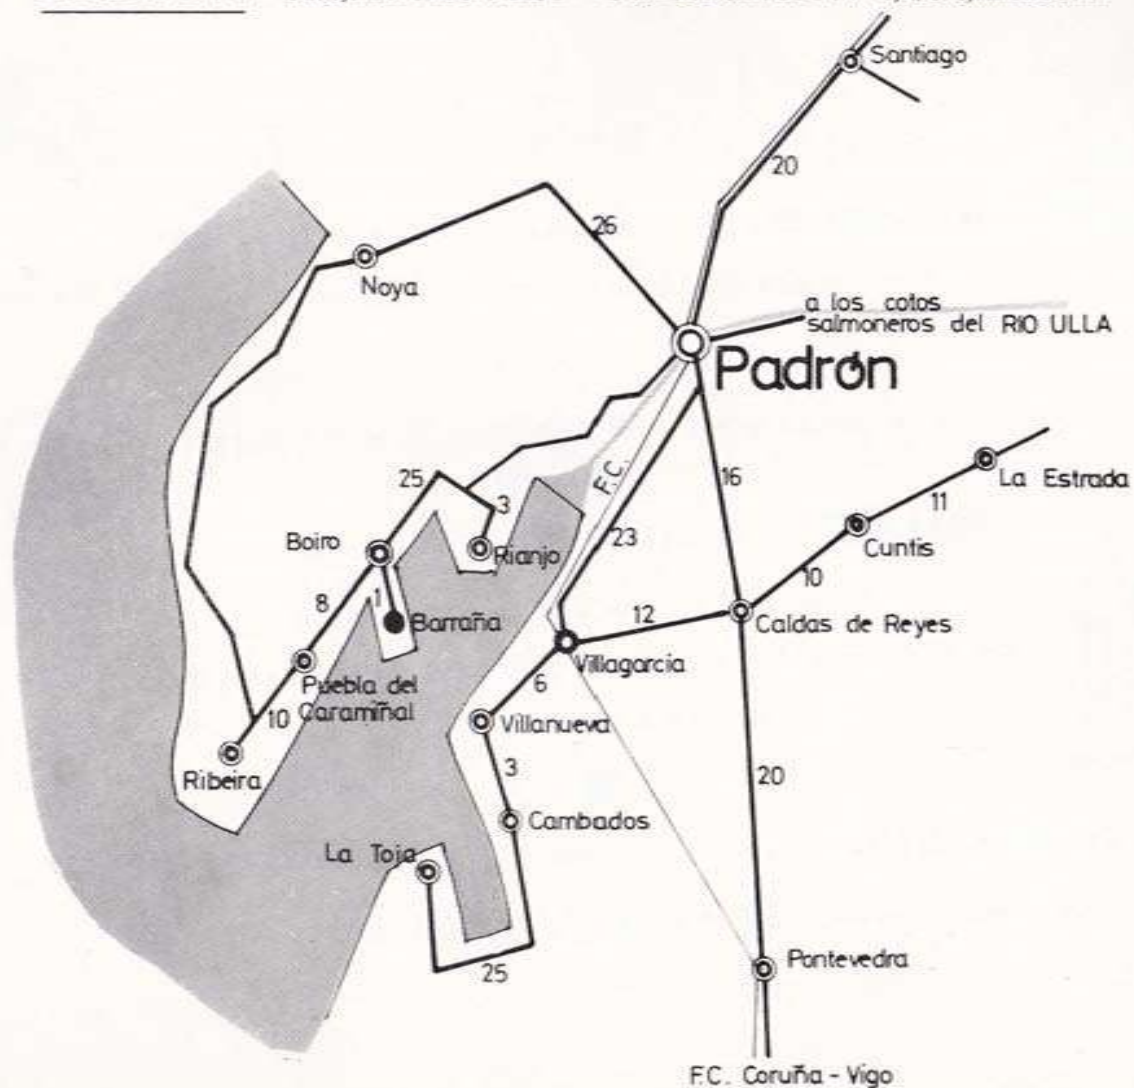 Santiago
20
26
Noya
a los cotos
salmoneros del RIO ULLA
Padrón
F.C.
25
3
16
La Estrada
11
Boiro
Rianjo
23
Cuntis
10
8
1
Barraña
12
Caldas de Reyes
Villagarcia
Puebla del
Caramiñal
6
10
Villanueva
Ribeira
3
20
Cambados
La Toja
25
Pontevedra
F.C. Coruña - Vigo